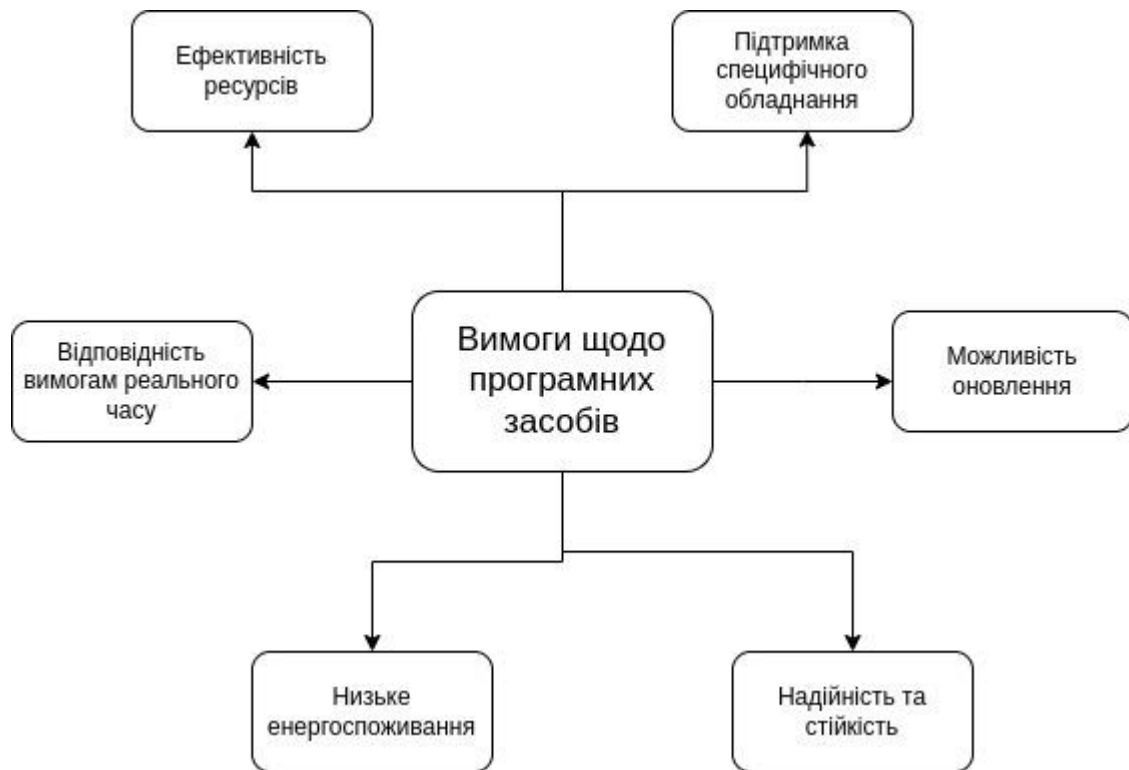 Ефективність
ресурсів
Підтримка
специфічного
обладнання
Вимоги щодо
програмних
засобів
Відповідність
вимогам реального
часу
Можливість
оновлення
Низьке
енергоспоживання
Надійність та
стійкість